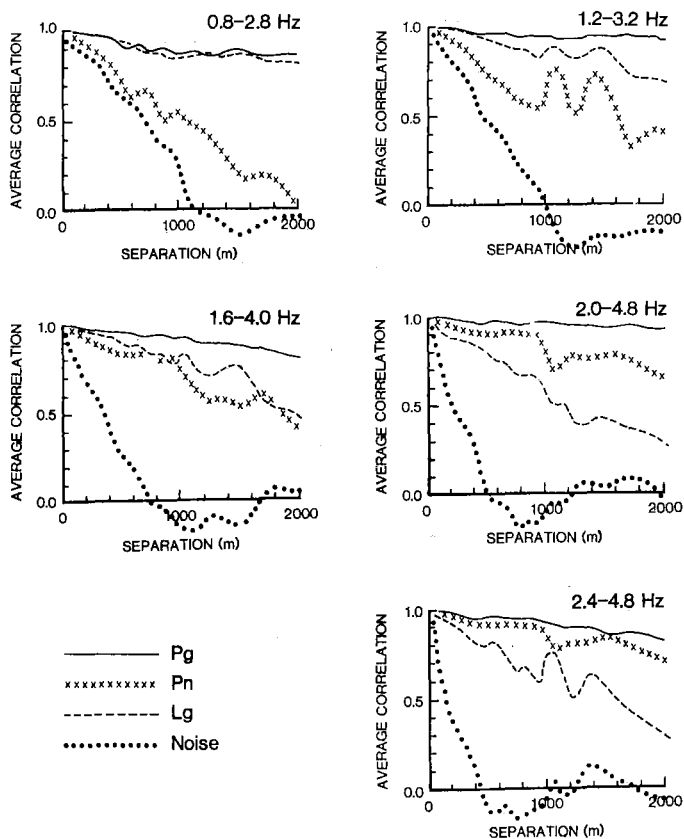 0.8–2.8 Hz
AVERAGE CORRELATION
1.0
0.5
0.0
0 1000 2000
SEPARATION (m)
1.2–3.2 Hz
AVERAGE CORRELATION
1.0
0.5
0.0
0 1000 2000
SEPARATION (m)
1.6–4.0 Hz
AVERAGE CORRELATION
1.0
0.5
0.0
0 1000 2000
SEPARATION (m)
2.0–4.8 Hz
AVERAGE CORRELATION
1.0
0.5
0.0
0 1000 2000
SEPARATION (m)
2.4–4.8 Hz
AVERAGE CORRELATION
1.0
0.5
0.0
0 1000 2000
SEPARATION (m)
Pg
Pn
Lg
Noise